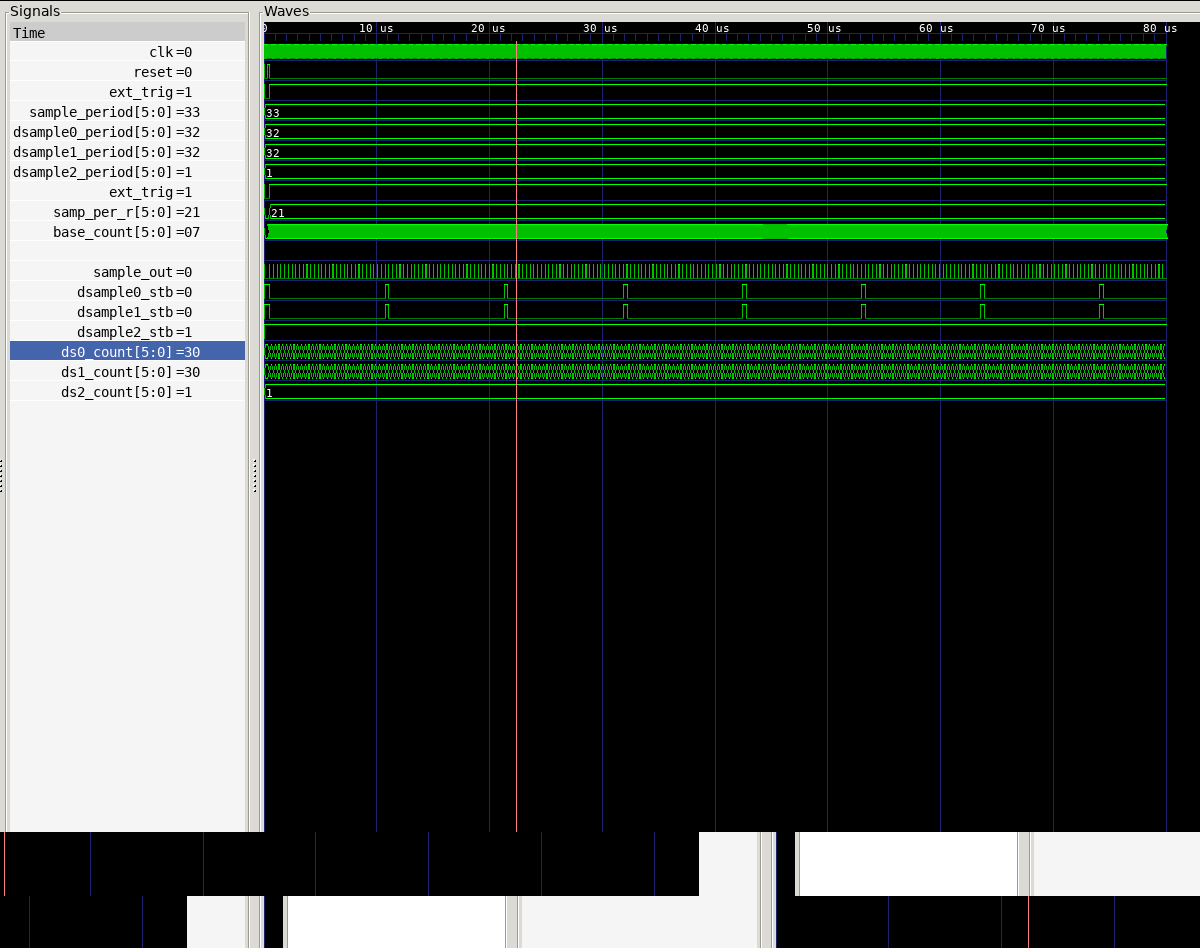 Signals
Waves
Time
0 10 us 20 us 30 us 40 us 50 us 60 us 70 us 80 us
clk=0
reset=0
ext_trig=1
sample_period[5:0]=33
33
dsample0_period[5:0]=32
32
dsample1_period[5:0]=32
32
dsample2_period[5:0]=1
1
ext_trig=1
samp_per_r[5:0]=21
21
base_count[5:0]=07
sample_out=0
dsample0_stb=0
dsample1_stb=0
dsample2_stb=1
ds0_count[5:0]=30
ds1_count[5:0]=30
ds2_count[5:0]=1
1